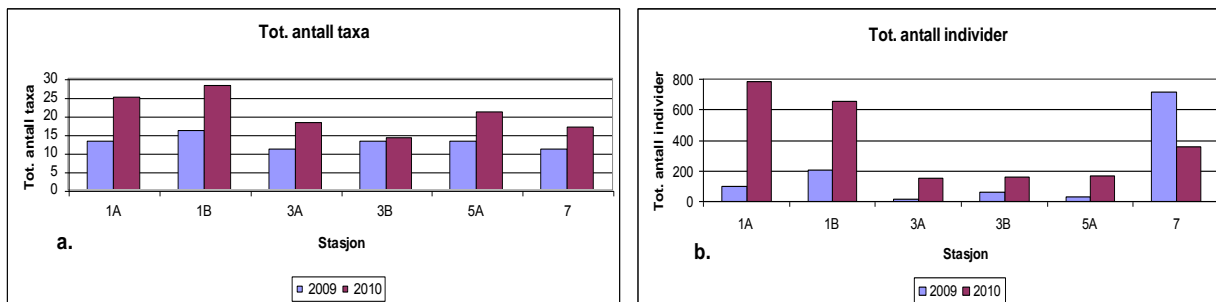 Tot. antall taxa
Tot. antall taxa
30
25
20
15
10
5
0
1A 1B 3A 3B 5A 7
a.
Stasjon
2009 2010
Tot. antall individer
Tot. antall individer
800
600
400
200
0
1A 1B 3A 3B 5A 7
b.
Stasjon
2009 2010